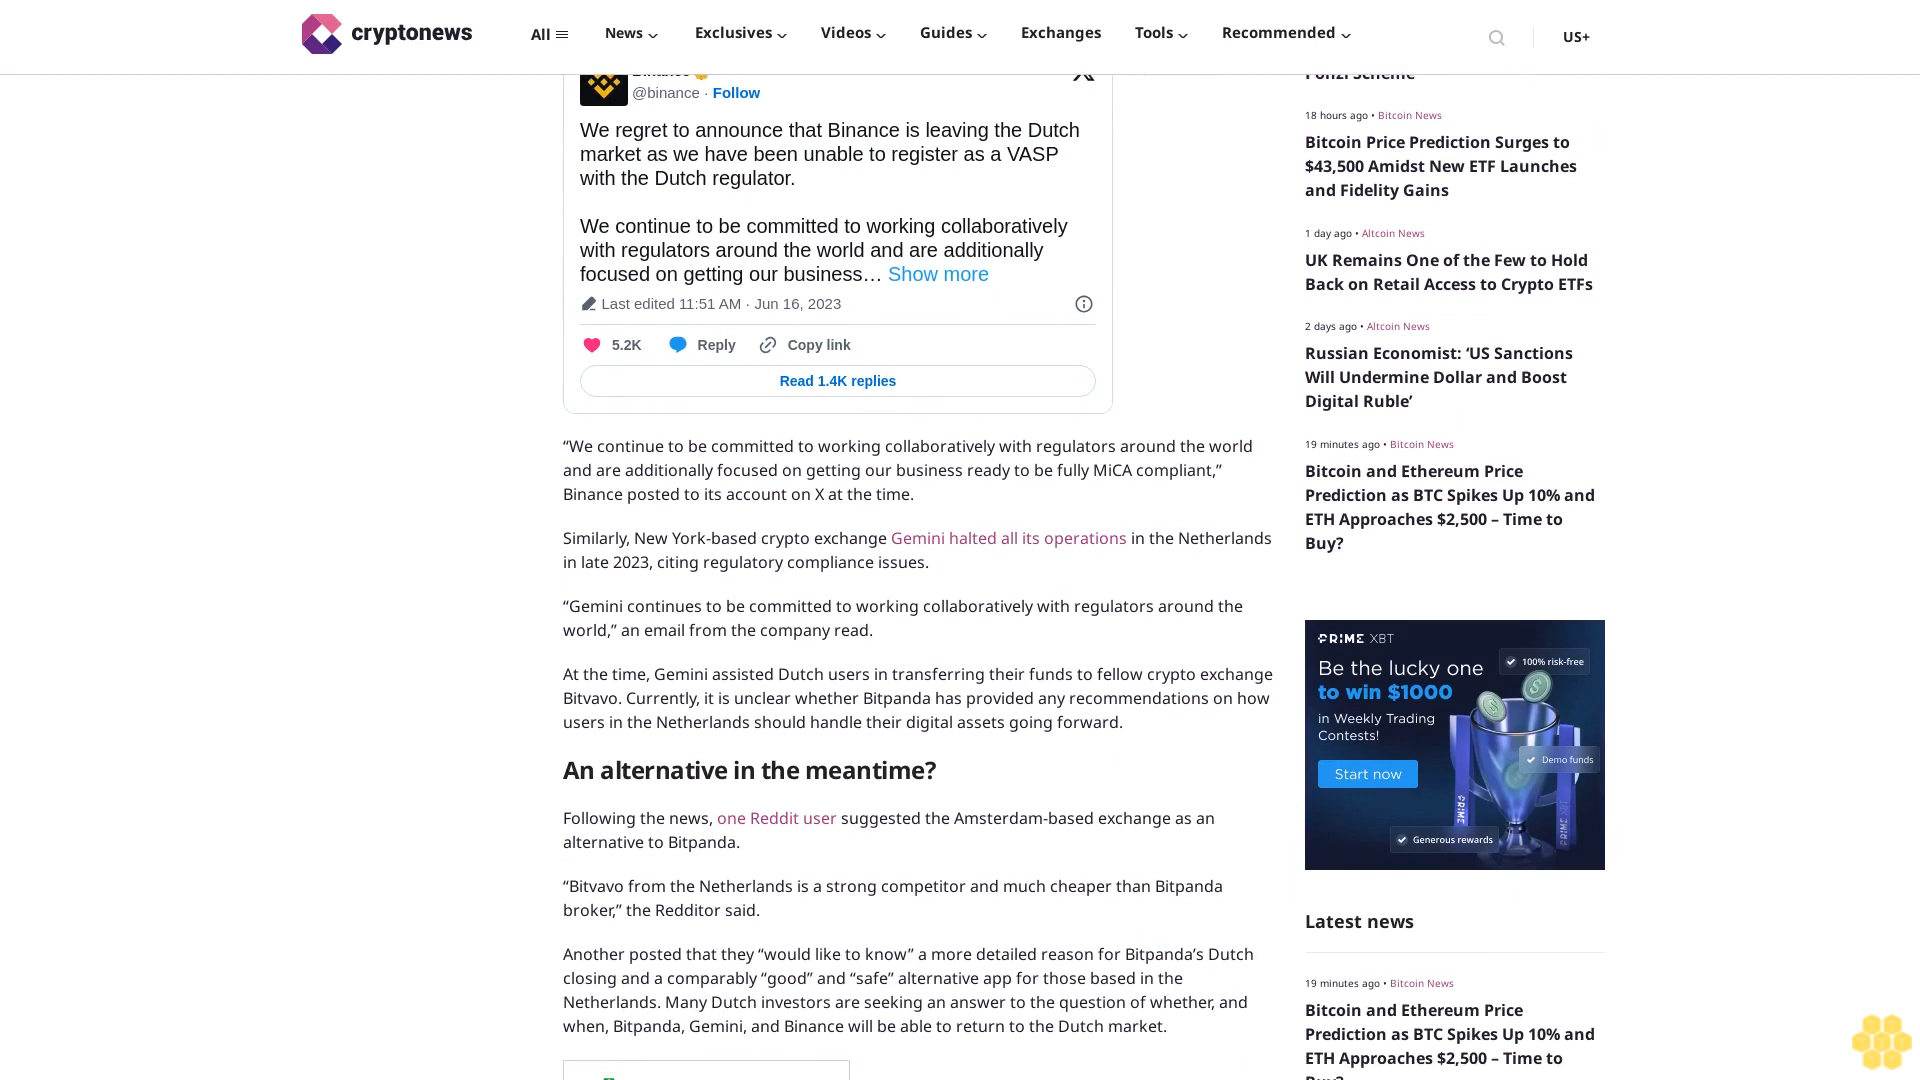 cryptonews
All
News
Exclusives
Videos
Guides
Exchanges
Tools
Recommended
US+
@binance · Follow
We regret to announce that Binance is leaving the Dutch
market as we have been unable to register as a VASP
with the Dutch regulator.
We continue to be committed to working collaboratively
with regulators around the world and are additionally
focused on getting our business… Show more
Last edited 11:51 AM · Jun 16, 2023
5.2K
Reply
Copy link
Read 1.4K replies
“We continue to be committed to working collaboratively with regulators around the world
and are additionally focused on getting our business ready to be fully MiCA compliant,”
Binance posted to its account on X at the time.
Similarly, New York-based crypto exchange Gemini halted all its operations in the Netherlands
in late 2023, citing regulatory compliance issues.
“Gemini continues to be committed to working collaboratively with regulators around the
world,” an email from the company read.
At the time, Gemini assisted Dutch users in transferring their funds to fellow crypto exchange
Bitvavo. Currently, it is unclear whether Bitpanda has provided any recommendations on how
users in the Netherlands should handle their digital assets going forward.
An alternative in the meantime?
Following the news, one Reddit user suggested the Amsterdam-based exchange as an
alternative to Bitpanda.
“Bitvavo from the Netherlands is a strong competitor and much cheaper than Bitpanda
broker,” the Redditor said.
Another posted that they “would like to know” a more detailed reason for Bitpanda’s Dutch
closing and a comparably “good” and “safe” alternative app for those based in the
Netherlands. Many Dutch investors are seeking an answer to the question of whether, and
when, Bitpanda, Gemini, and Binance will be able to return to the Dutch market.
Ponzi Scheme
18 hours ago • Bitcoin News
Bitcoin Price Prediction Surges to
$43,500 Amidst New ETF Launches
and Fidelity Gains
1 day ago • Altcoin News
UK Remains One of the Few to Hold
Back on Retail Access to Crypto ETFs
2 days ago • Altcoin News
Russian Economist: ‘US Sanctions
Will Undermine Dollar and Boost
Digital Ruble’
19 minutes ago • Bitcoin News
Bitcoin and Ethereum Price
Prediction as BTC Spikes Up 10% and
ETH Approaches $2,500 – Time to
Buy?
PRIME XBT
Be the lucky one
100% risk-free
to win $1000
in Weekly Trading
Contests!
Demo funds
Start now
PRIME
PRIME
Generous rewards
Latest news
19 minutes ago • Bitcoin News
Bitcoin and Ethereum Price
Prediction as BTC Spikes Up 10% and
ETH Approaches $2,500 – Time to